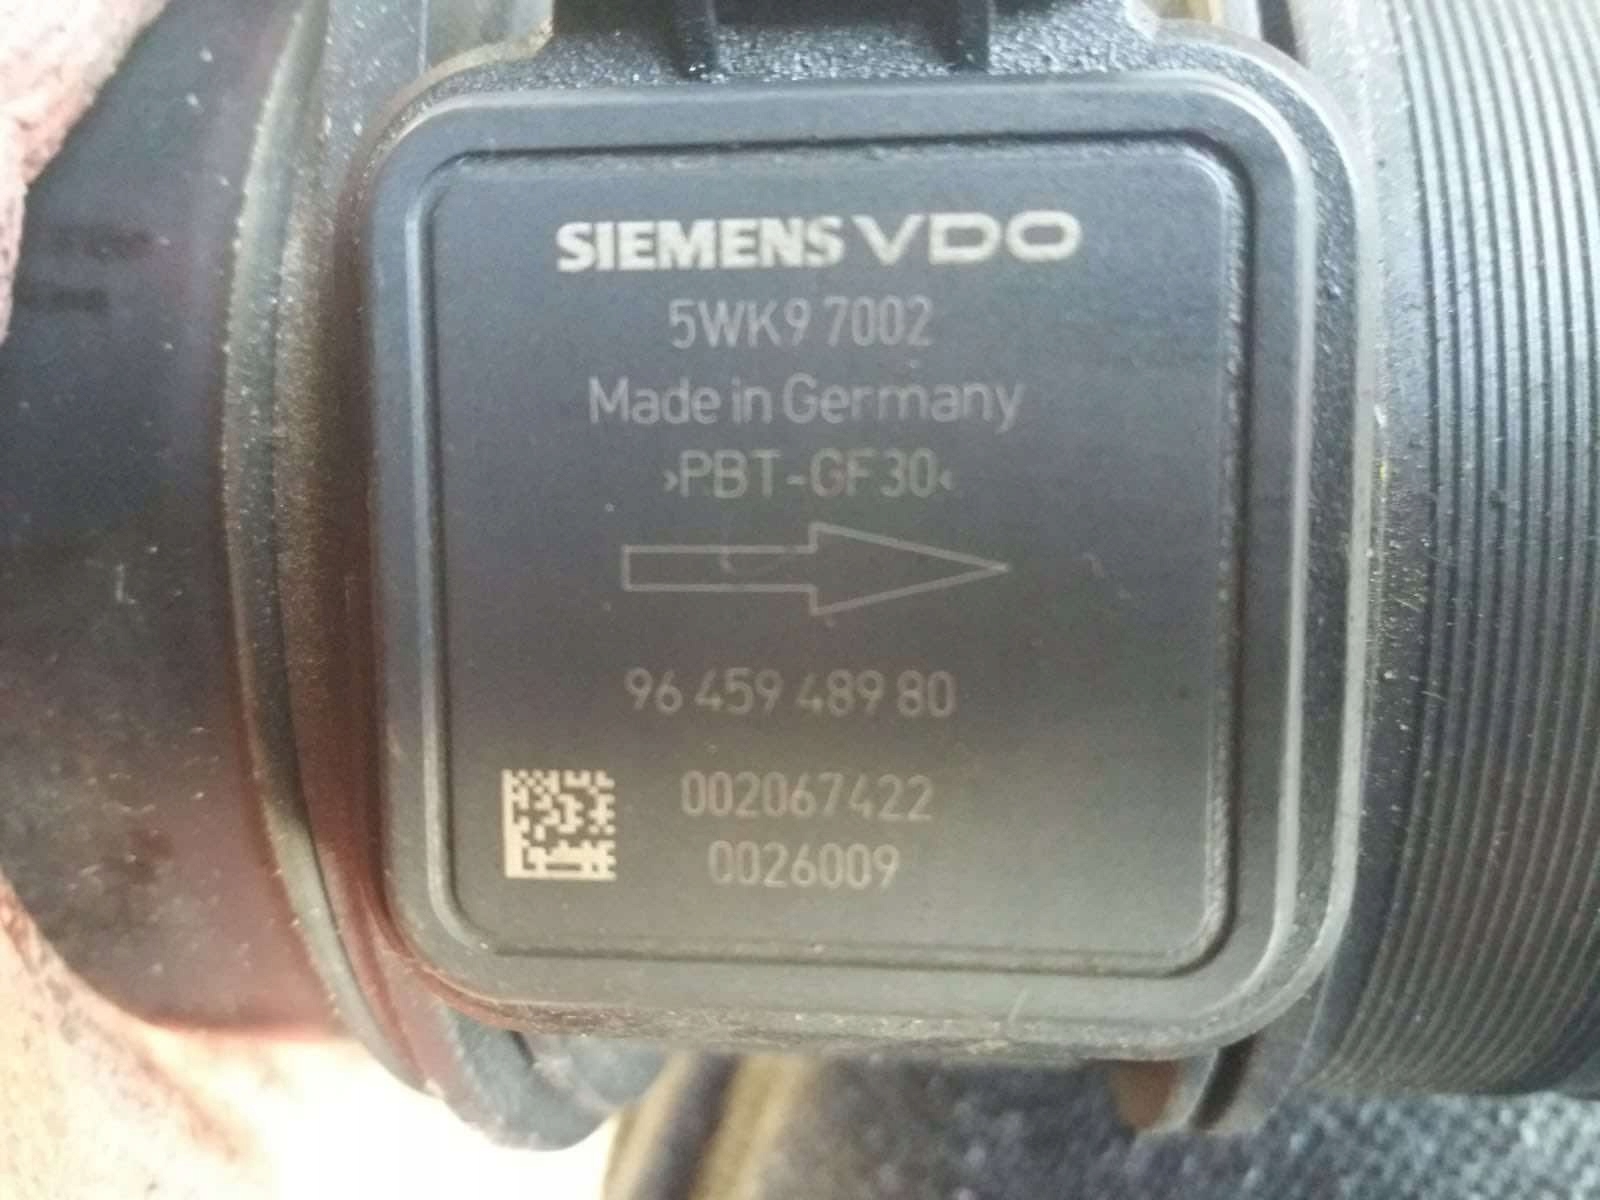 SIEMENS VDO
5WK9 7002
Made in Germany
>PBT-GF30<
96 459 489 80
002067422
0026009